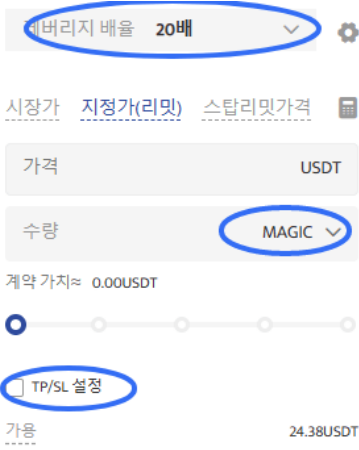 레버리지 배율 20배
시장가 지정가(리밋) 스탑리밋가격
가격 USDT
수량 MAGIC
계약 가치≈ 0.00USDT
TP/SL 설정
가용 24.38USDT